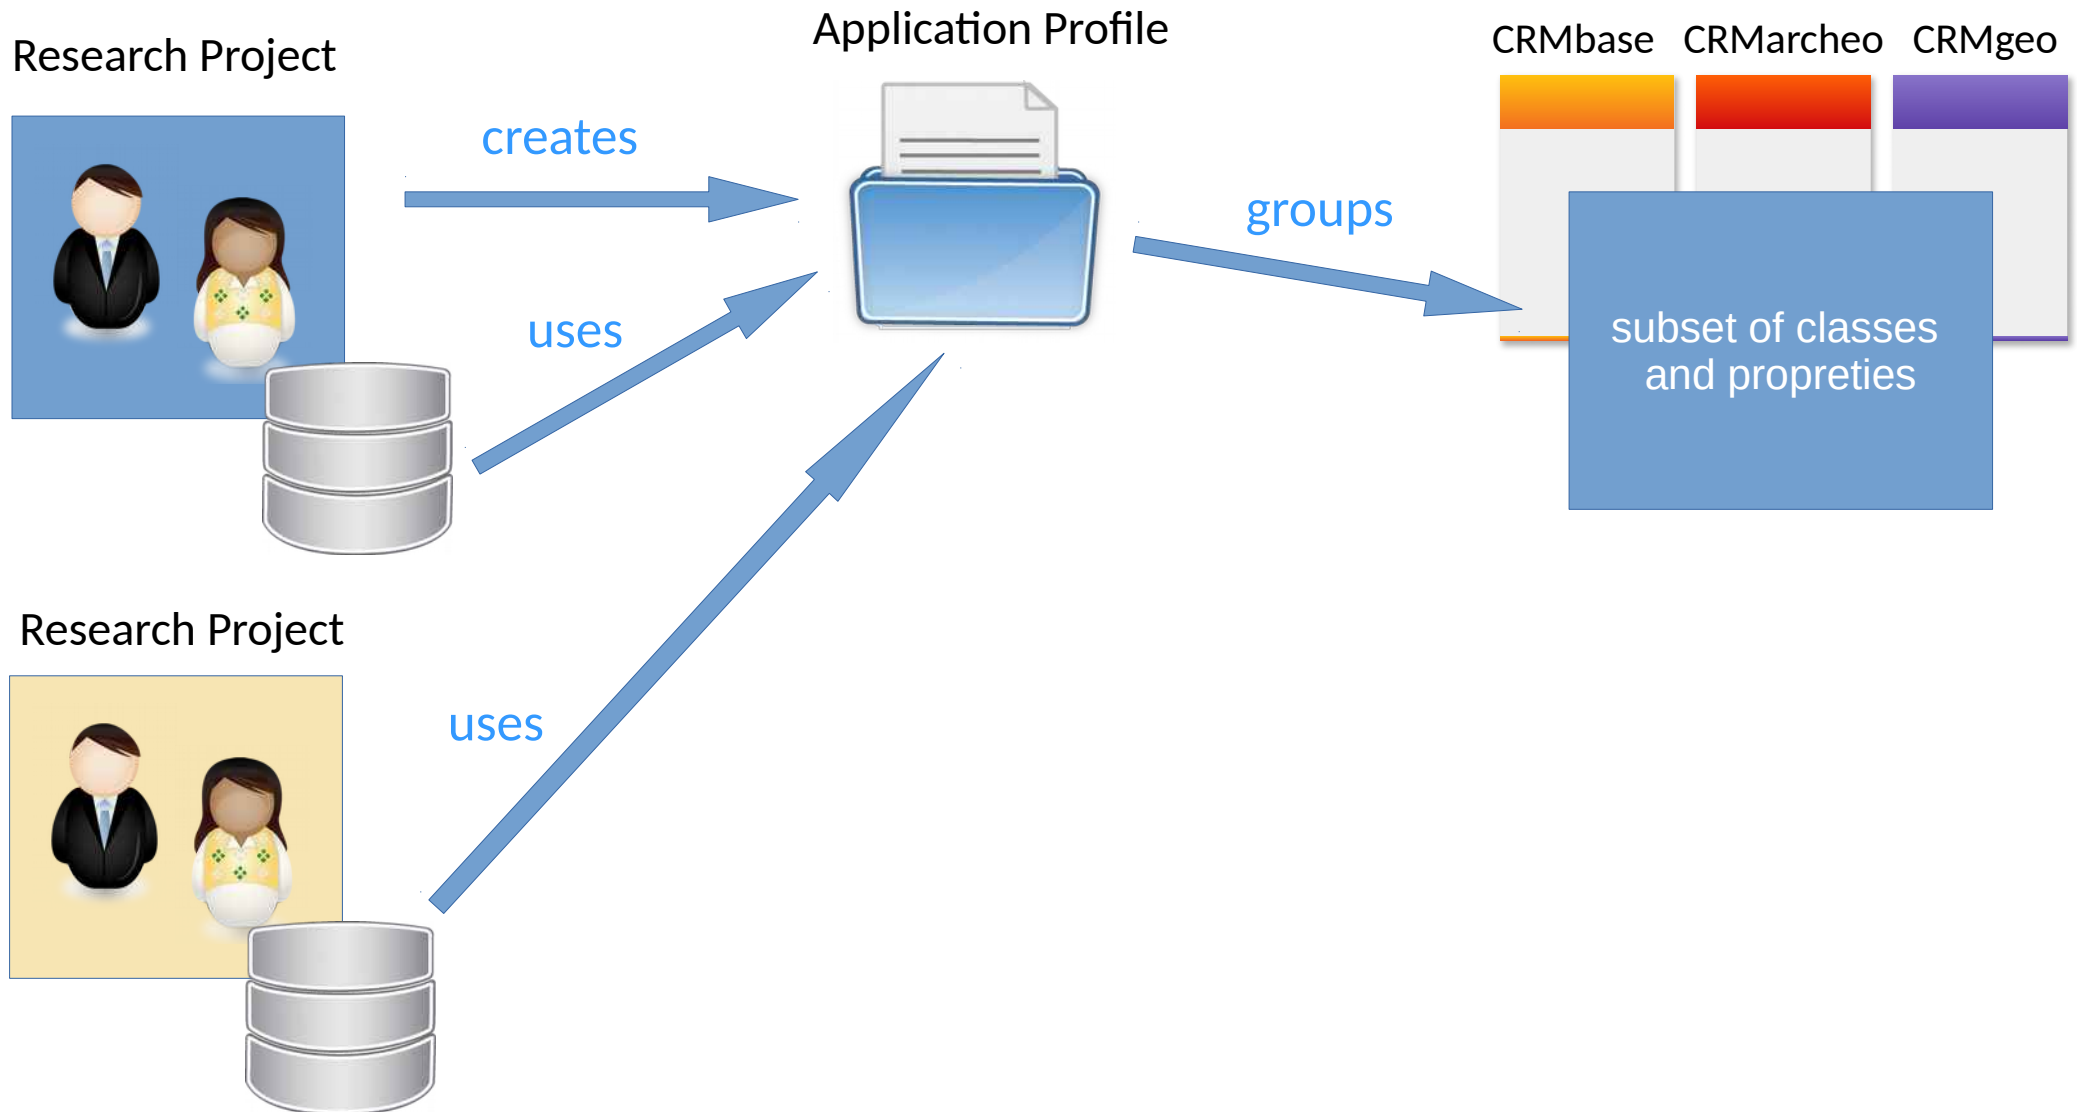 Research Project
Application Profile
CRMbase CRMarcheo CRMgeo
creates
groups
uses
subset of classes
and propreties
Research Project
uses